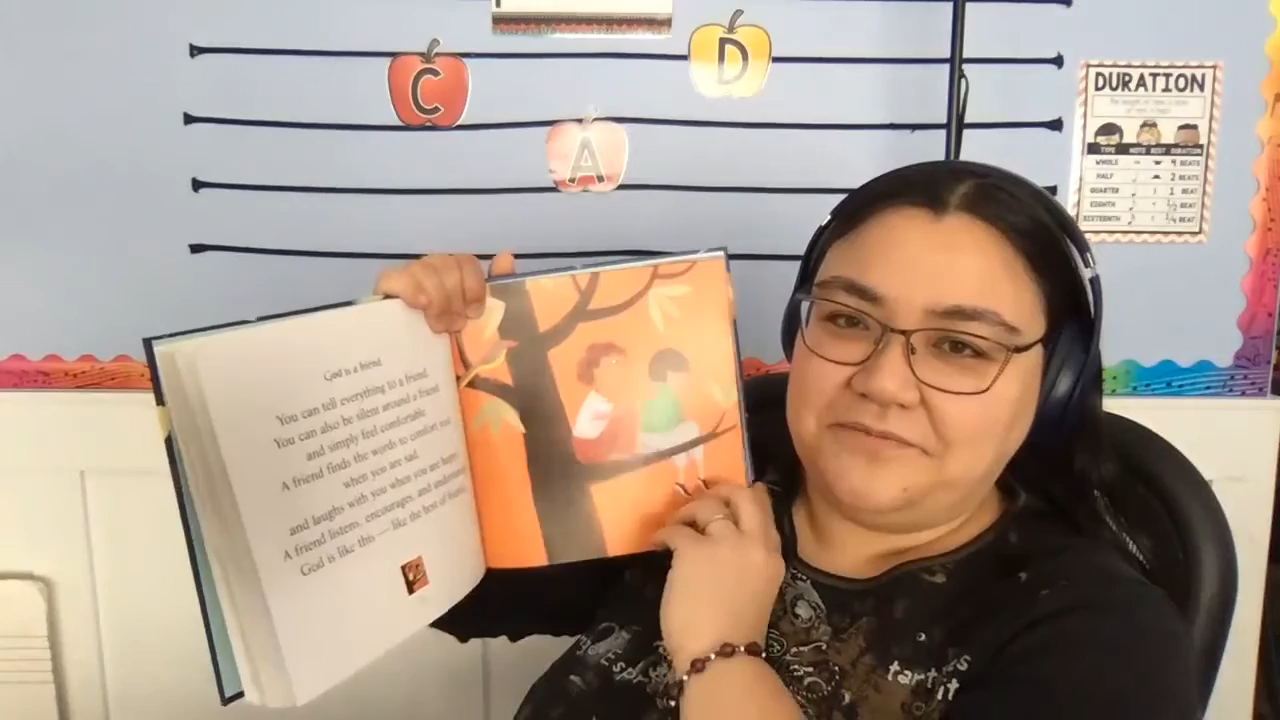 C
D
A
DURATION
TYPE NOTE REST DURATION
WHOLE 4 BEATS
HALF 2 BEATS
QUARTER 1 BEAT
EIGHTH 1/2 BEAT
SIXTEENTH 1/4 BEAT
God is a friend.
You can tell everything to a friend.
You can also be silent around a friend
and simply feel comfortable.
A friend finds the words to comfort you
when you are sad.
and laughs with you when you are happy.
A friend listens, encourages, and
God is like this — like the best of